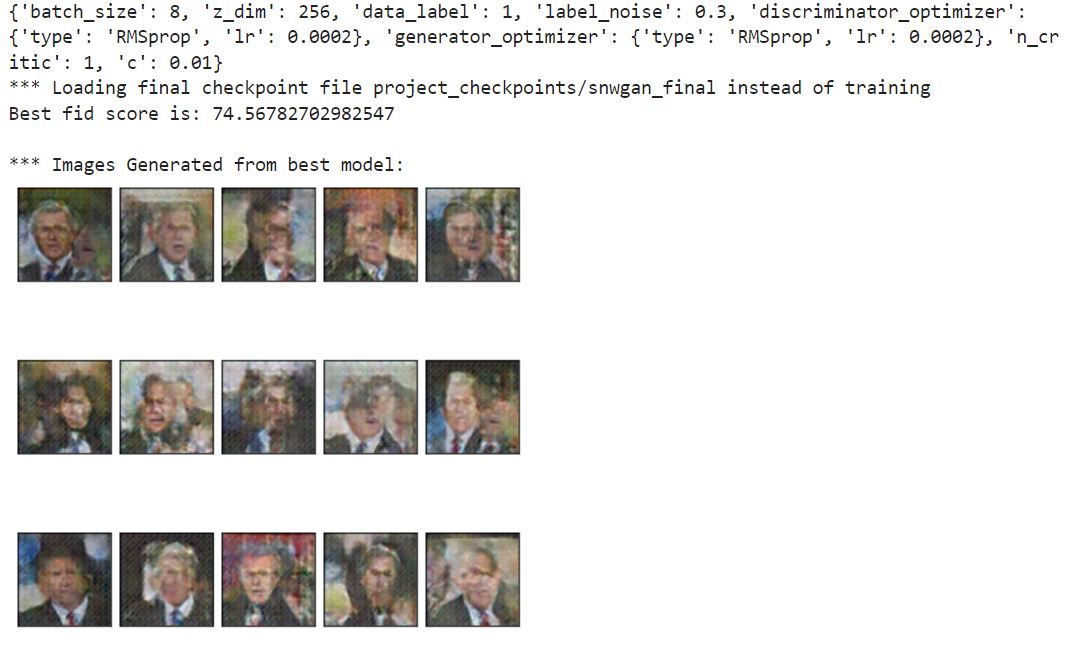 {'batch_size': 8, 'z_dim': 256, 'data_label': 1, 'label_noise': 0.3, 'discriminator_optimizer':
{'type': 'RMSprop', 'lr': 0.0002}, 'generator_optimizer': {'type': 'RMSprop', 'lr': 0.0002}, 'n_cr
itic': 1, 'c': 0.01}
*** Loading final checkpoint file project_checkpoints/snwgan_final instead of training
Best fid score is: 74.56782702982547
*** Images Generated from best model: